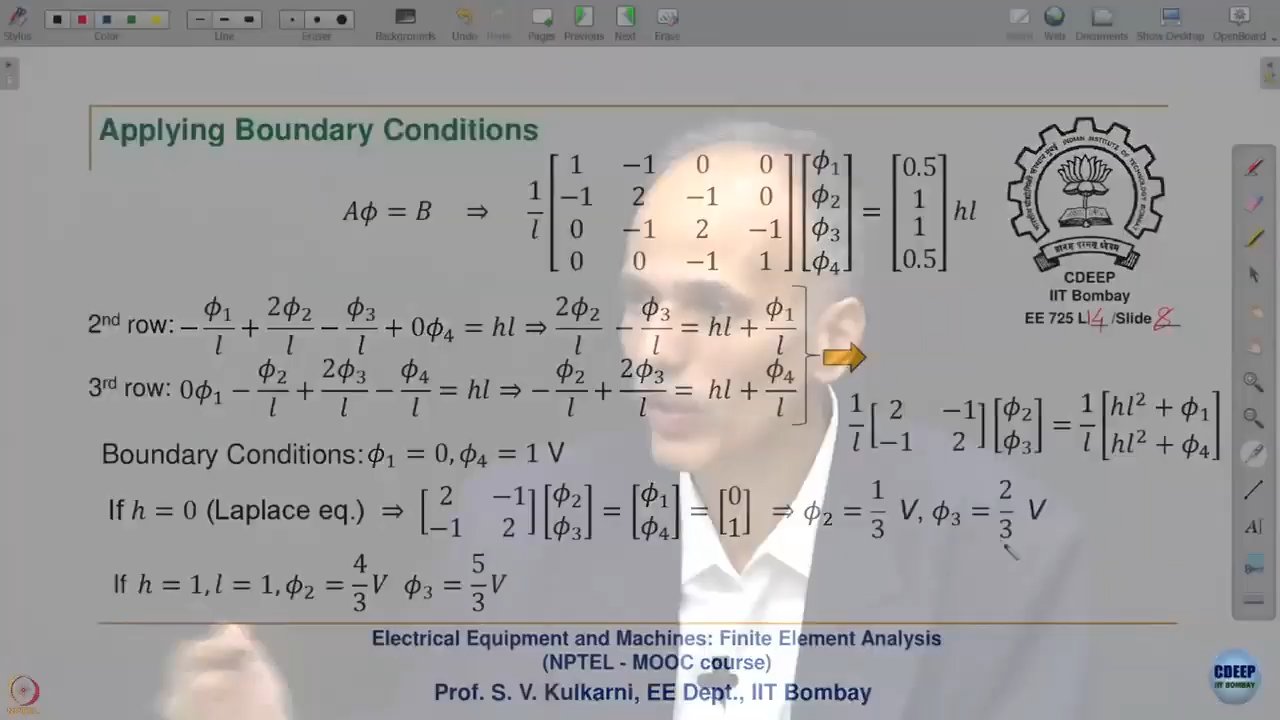 Stylus Color Line Eraser Backgrounds Undo Pages Previous Next Erase Web Documents Show Desktop OpenBoard
Applying Boundary Conditions
Aϕ = B ⇒ 1/l [1 −1 0 0; −1 2 −1 0; 0 −1 2 −1; 0 0 −1 1] [ϕ₁; ϕ₂; ϕ₃; ϕ₄] = [0.5; 1; 1; 0.5] hl
CDEEP
IIT Bombay
EE 725 L14 /Slide 8
2nd row: −ϕ₁/l + 2ϕ₂/l − ϕ₃/l + 0ϕ₄ = hl ⇒ 2ϕ₂/l − ϕ₃/l = hl + ϕ₁/l
3rd row: 0ϕ₁ − ϕ₂/l + 2ϕ₃/l − ϕ₄/l = hl ⇒ −ϕ₂/l + 2ϕ₃/l = hl + ϕ₄/l
1/l [2 −1; −1 2] [ϕ₂; ϕ₃] = 1/l [hl² + ϕ₁; hl² + ϕ₄]
Boundary Conditions: ϕ₁ = 0, ϕ₄ = 1 V
If h = 0 (Laplace eq.) ⇒ [2 −1; −1 2] [ϕ₂; ϕ₃] = [ϕ₁; ϕ₄] = [0; 1] ⇒ ϕ₂ = 1/3 V, ϕ₃ = 2/3 V
If h = 1, l = 1, ϕ₂ = 4/3 V ϕ₃ = 5/3 V
Electrical Equipment and Machines: Finite Element Analysis
(NPTEL - MOOC course)
Prof. S. V. Kulkarni, EE Dept., IIT Bombay
CDEEP
IIT BOMBAY